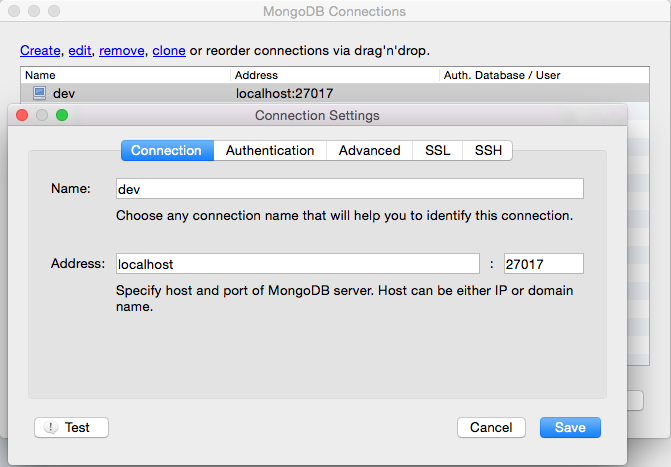 MongoDB Connections
Create, edit, remove, clone or reorder connections via drag'n'drop.
Name Address Auth. Database / User
dev localhost:27017
Connection Settings
Connection Authentication Advanced SSL SSH
Name: dev
Choose any connection name that will help you to identify this connection.
Address: localhost : 27017
Specify host and port of MongoDB server. Host can be either IP or domain
name.
! Test Cancel Save